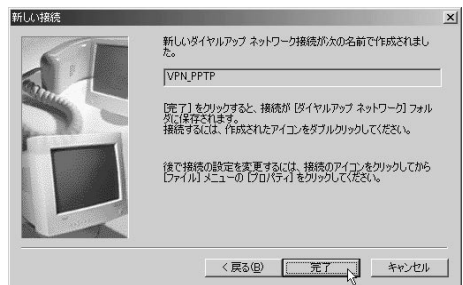 新しい接続
新しいダイヤルアップ ネットワーク接続が次の名前で作成されまし
た。
VPN_PPTP
[完了] をクリックすると、接続が [ダイヤルアップ ネットワーク] フォル
ダに保存されます。
接続するには、作成されたアイコンをダブルクリックしてください。
後で接続の設定を変更するには、接続のアイコンをクリックしてから
[ファイル] メニューの [プロパティ] をクリックしてください。
< 戻る(B)
完了
キャンセル